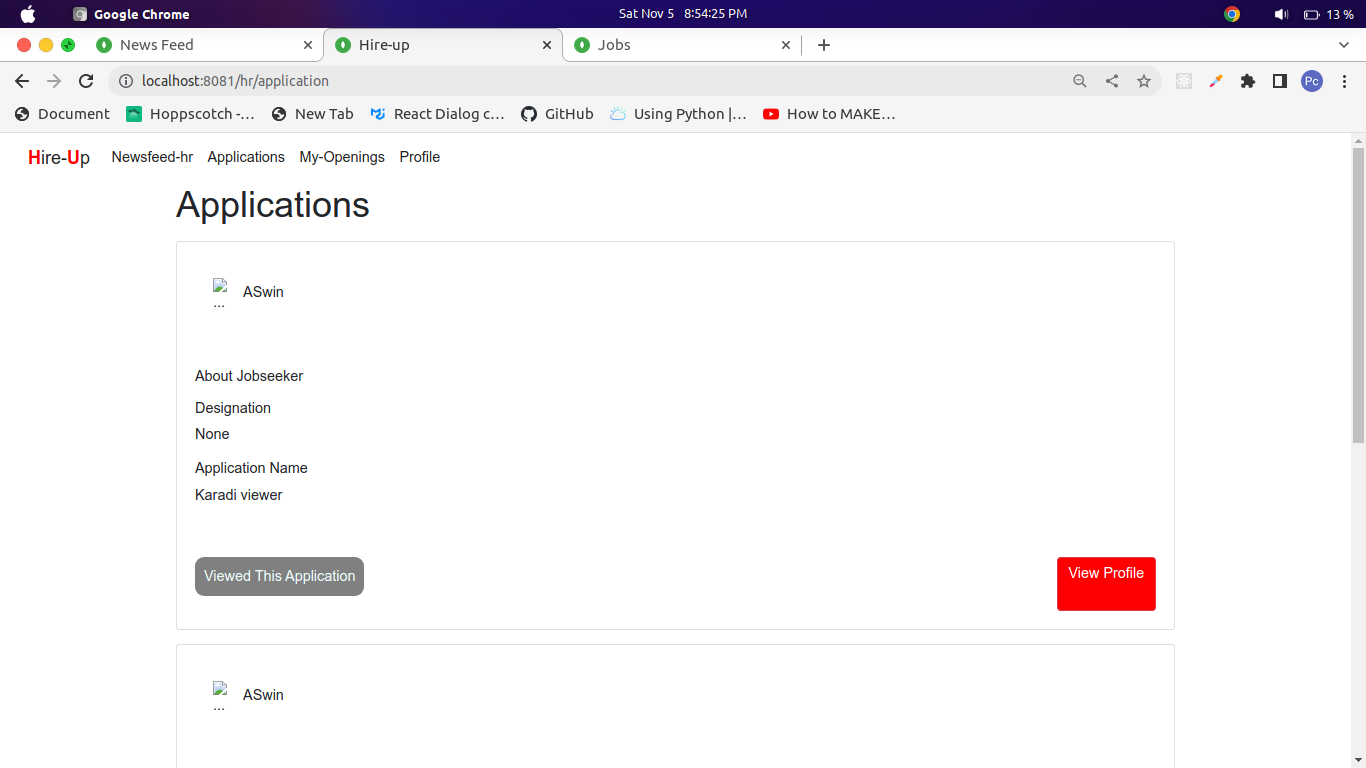 Google Chrome Sat Nov 5 8:54:25 PM 13 %
News Feed Hire-up Jobs
localhost:8081/hr/application Pc
Document Hoppscotch -... New Tab React Dialog c... GitHub Using Python |... How to MAKE...
Hire-Up Newsfeed-hr Applications My-Openings Profile
Applications
... ASwin
About Jobseeker
Designation
None
Application Name
Karadi viewer
Viewed This Application View Profile
... ASwin